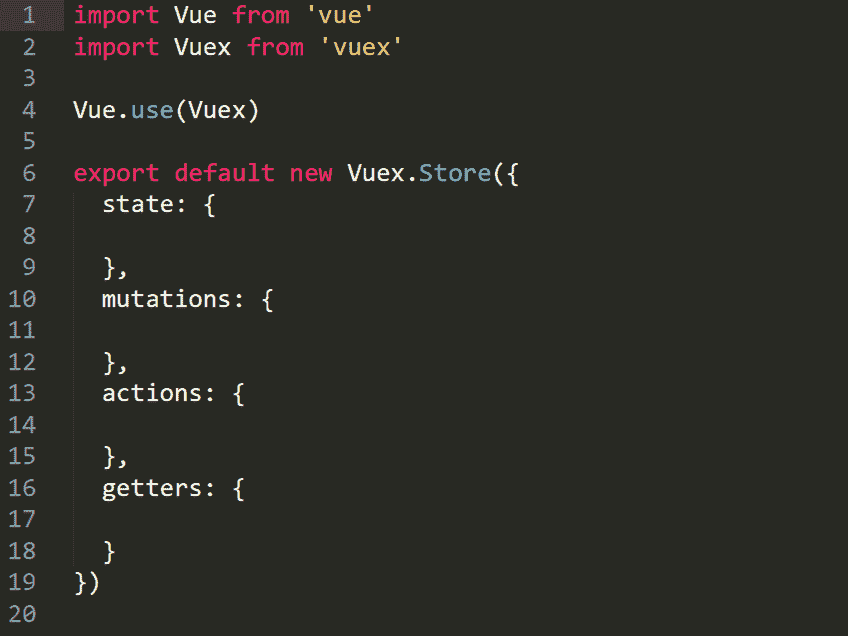 1 import Vue from 'vue'
2 import Vuex from 'vuex'
3
4 Vue.use(Vuex)
5
6 export default new Vuex.Store({
7   state: {
8
9   },
10   mutations: {
11
12   },
13   actions: {
14
15   },
16   getters: {
17
18   }
19 })
20